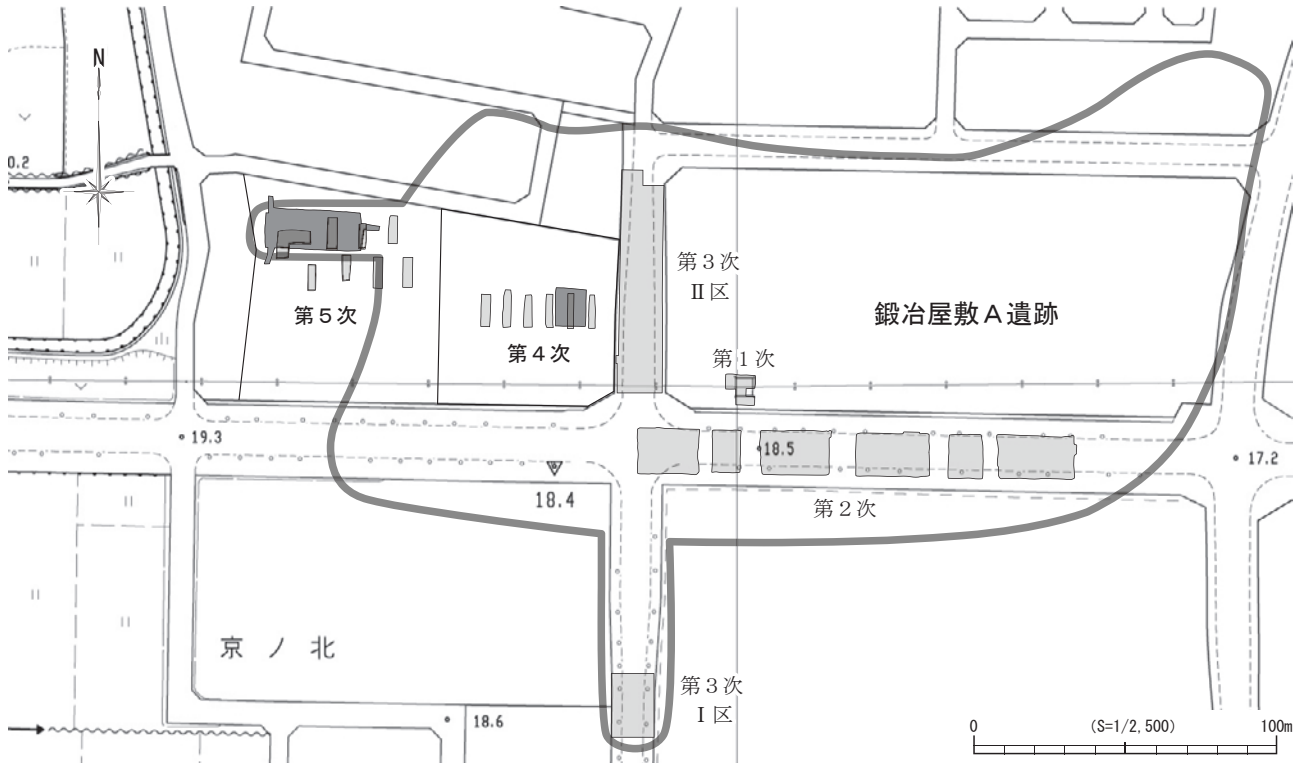 N
0.2
第3次
Ⅱ区
鍛冶屋敷A遺跡
第5次
第4次
第1次
19.3
18.5
17.2
18.4
第2次
京ノ北
第3次
Ⅰ区
18.6
0 (S=1/2,500) 100m